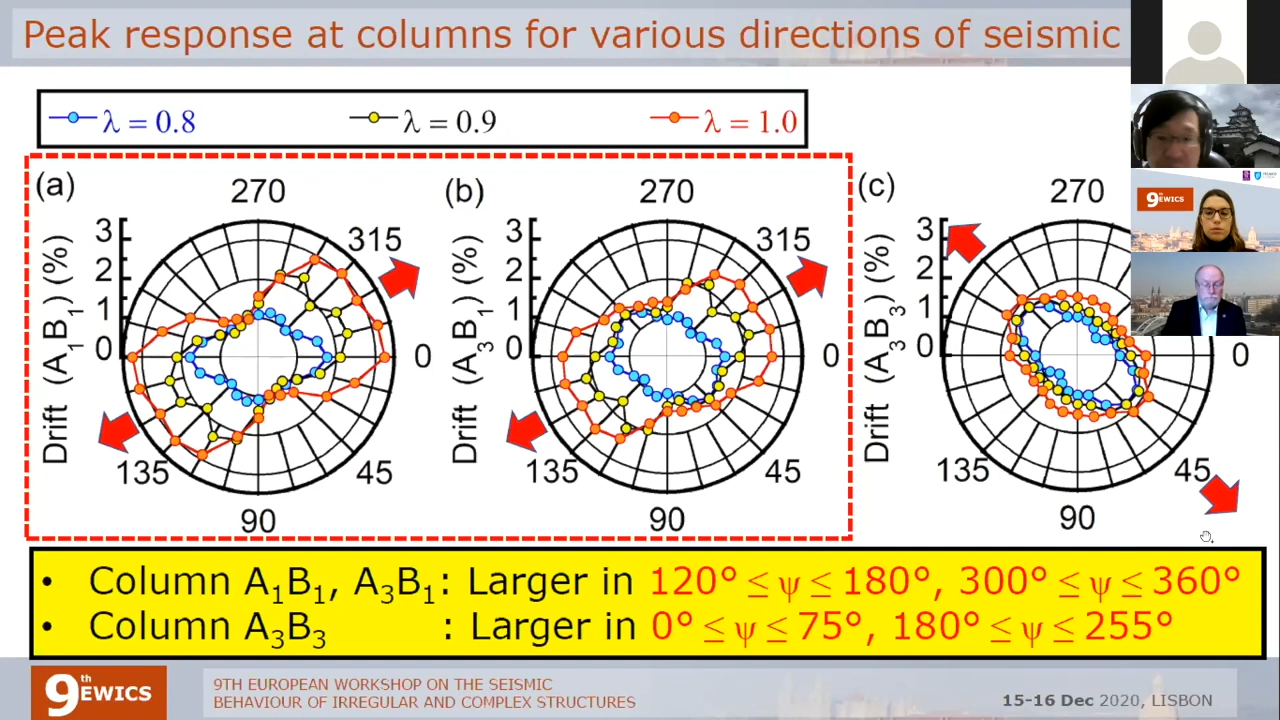 Peak response at columns for various directions of seismic
λ = 0.8 λ = 0.9 λ = 1.0
(a) 270 315 0 45 90 135
3 2 1 0
Drift (A1B1) (%)
(b) 270 315 0 45 90 135
3 2 1 0
Drift (A3B1) (%)
(c) 270 0 45 90 135
3 2 1 0
Drift (A3B3) (%)
• Column A1B1, A3B1: Larger in 120° ≤ ψ ≤ 180°, 300° ≤ ψ ≤ 360°
• Column A3B3 : Larger in 0° ≤ ψ ≤ 75°, 180° ≤ ψ ≤ 255°
9th EWICS
9TH EUROPEAN WORKSHOP ON THE SEISMIC
BEHAVIOUR OF IRREGULAR AND COMPLEX STRUCTURES
15-16 Dec 2020, LISBON
9 EWICS